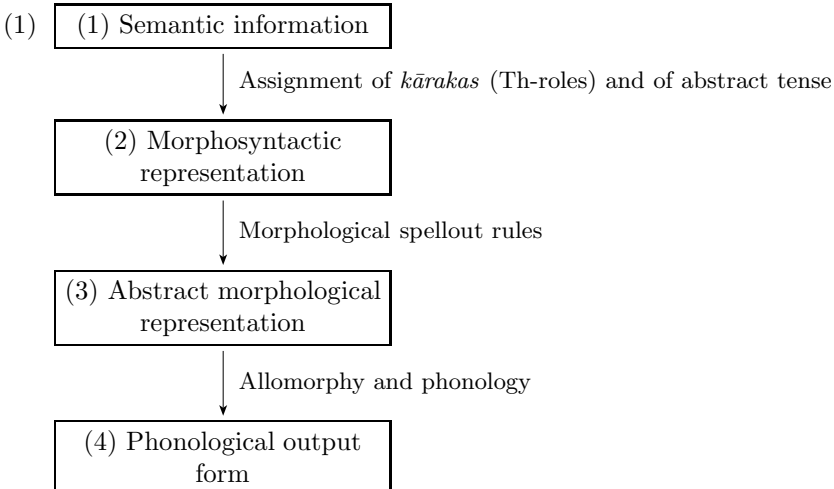 (1) (1) Semantic information
Assignment of kārakas (Th-roles) and of abstract tense
(2) Morphosyntactic
representation
Morphological spellout rules
(3) Abstract morphological
representation
Allomorphy and phonology
(4) Phonological output
form